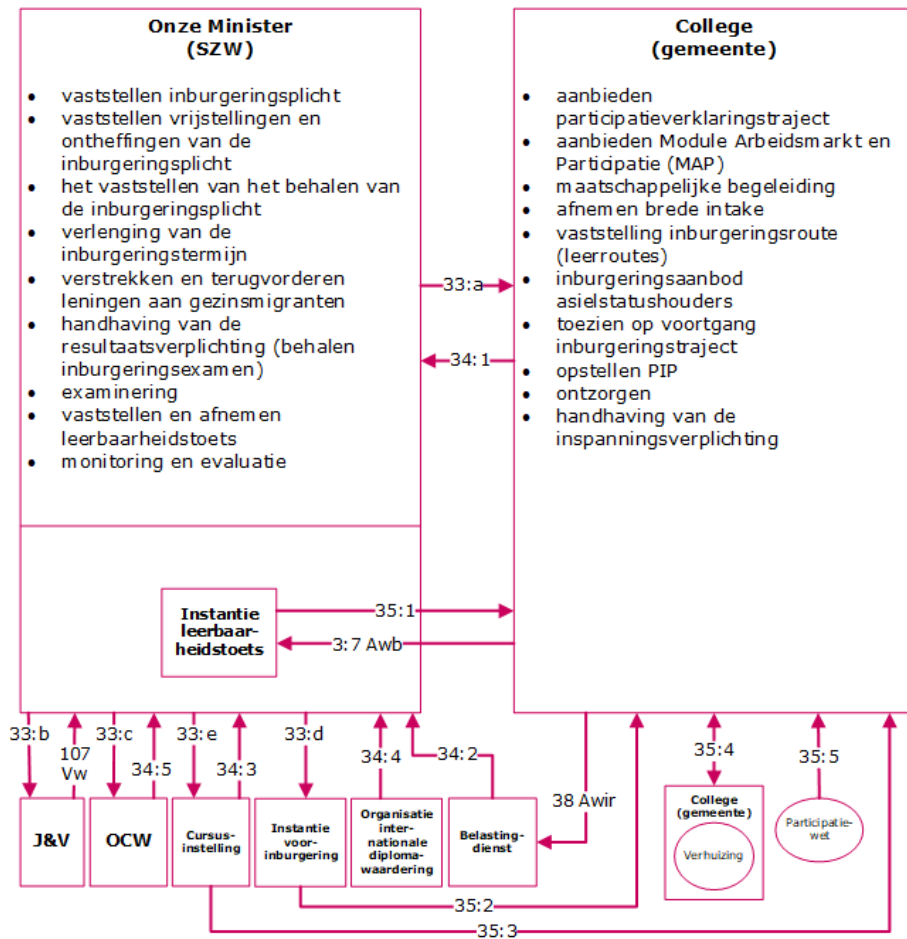 Onze Minister
(SZW)
• vaststellen inburgeringsplicht
• vaststellen vrijstellingen en
ontheffingen van de
inburgeringsplicht
• het vaststellen van het behalen van
de inburgeringsplicht
• verlenging van de
inburgeringstermijn
• verstrekken en terugvorderen
leningen aan gezinsmigranten
• handhaving van de
resultaatsverplichting (behalen
inburgeringsexamen)
• examinering
• vaststellen en afnemen
leerbaarheidstoets
• monitoring en evaluatie
College
(gemeente)
• aanbieden
participatieverklaringstraject
• aanbieden Module Arbeidsmarkt en
Participatie (MAP)
• maatschappelijke begeleiding
• afnemen brede intake
• vaststelling inburgeringsroute
(leerroutes)
• inburgeringsaanbod
asielstatushouders
• toezien op voortgang
inburgeringstraject
• opstellen PIP
• ontzorgen
• handhaving van de
inspanningsverplichting
33:a
34:1
Instantie
leerbaar-
heidstoets
35:1
3:7 Awb
33:b
107
Vw
33:c
34:5
33:e
34:3
33:d
34:4
34:2
38 Awir
35:4
35:5
J&V
OCW
Cursus-
instelling
Instantie
voor-
inburgering
Organisatie
inter-
nationale
diploma-
waardering
Belasting-
dienst
College
(gemeente)
Verhuizing
Participatie-
wet
35:2
35:3